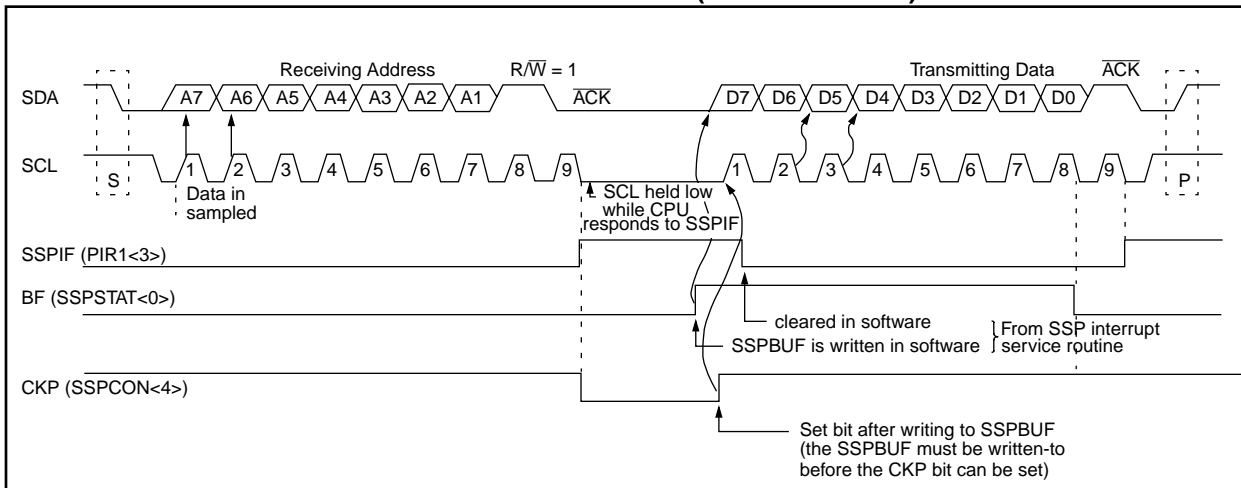 Receiving Address
R/W = 1
Transmitting Data
ACK
SDA
A7 A6 A5 A4 A3 A2 A1
ACK
D7 D6 D5 D4 D3 D2 D1 D0
SCL
S
1 2 3 4 5 6 7 8 9
1 2 3 4 5 6 7 8 9
P
Data in
sampled
SCL held low
while CPU
responds to SSPIF
SSPIF (PIR1<3>)
BF (SSPSTAT<0>)
cleared in software
SSPBUF is written in software
From SSP interrupt
service routine
CKP (SSPCON<4>)
Set bit after writing to SSPBUF
(the SSPBUF must be written-to
before the CKP bit can be set)